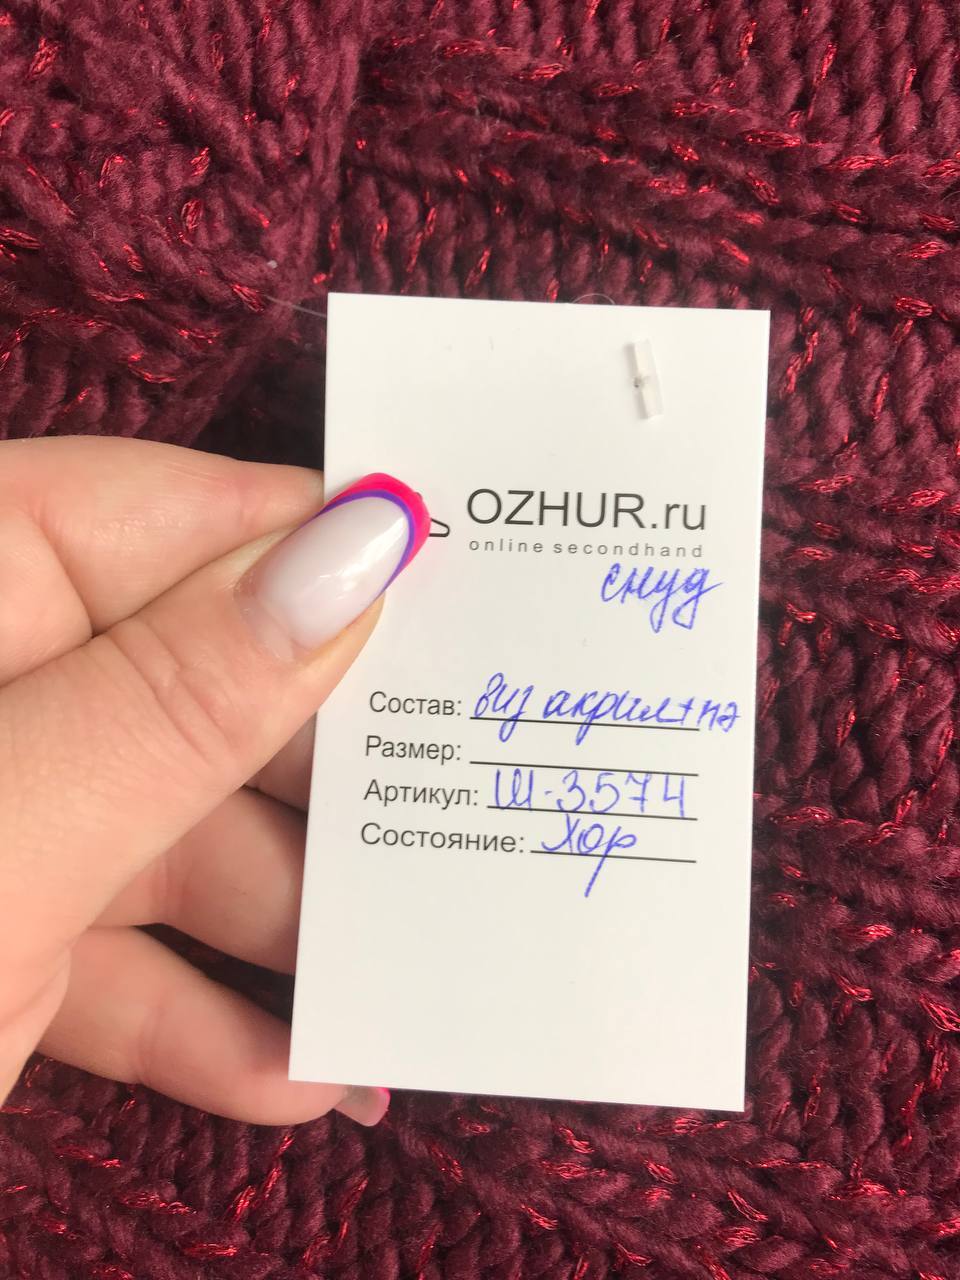 OZHUR.ru
online secondhand
снуд
Состав: виз акрил+пэ
Размер:
Артикул: Ш-3574
Состояние: Хор